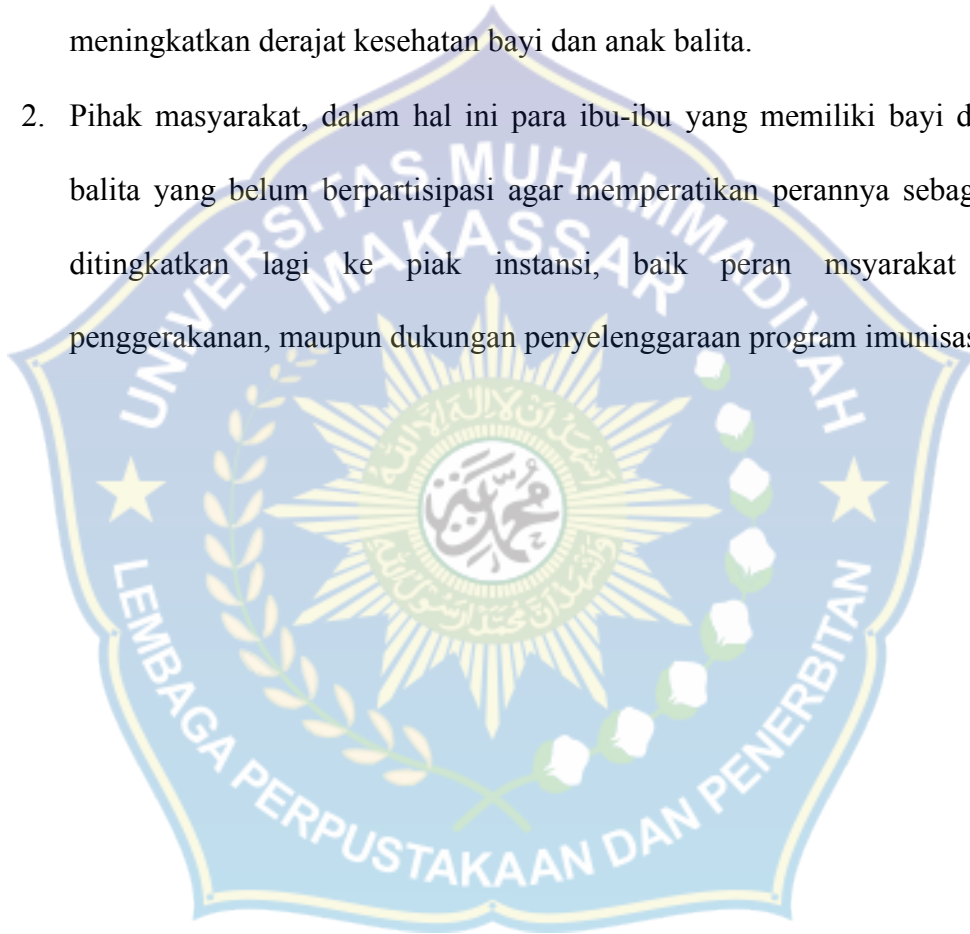 meningkatkan derajat kesehatan bayi dan anak balita.
2. Pihak masyarakat, dalam hal ini para ibu-ibu yang memiliki bayi d
balita yang belum berpartisipasi agar memperatikan perannya sebag
ditingkatkan lagi ke piak instansi, baik peran msyarakat
penggerakanan, maupun dukungan penyelenggaraan program imunisas
UNIVERSITAS MUHAMMADIYAH
MAKASSAR
محمدية
LEMBAGA PERPUSTAKAAN DAN PENERBITAN